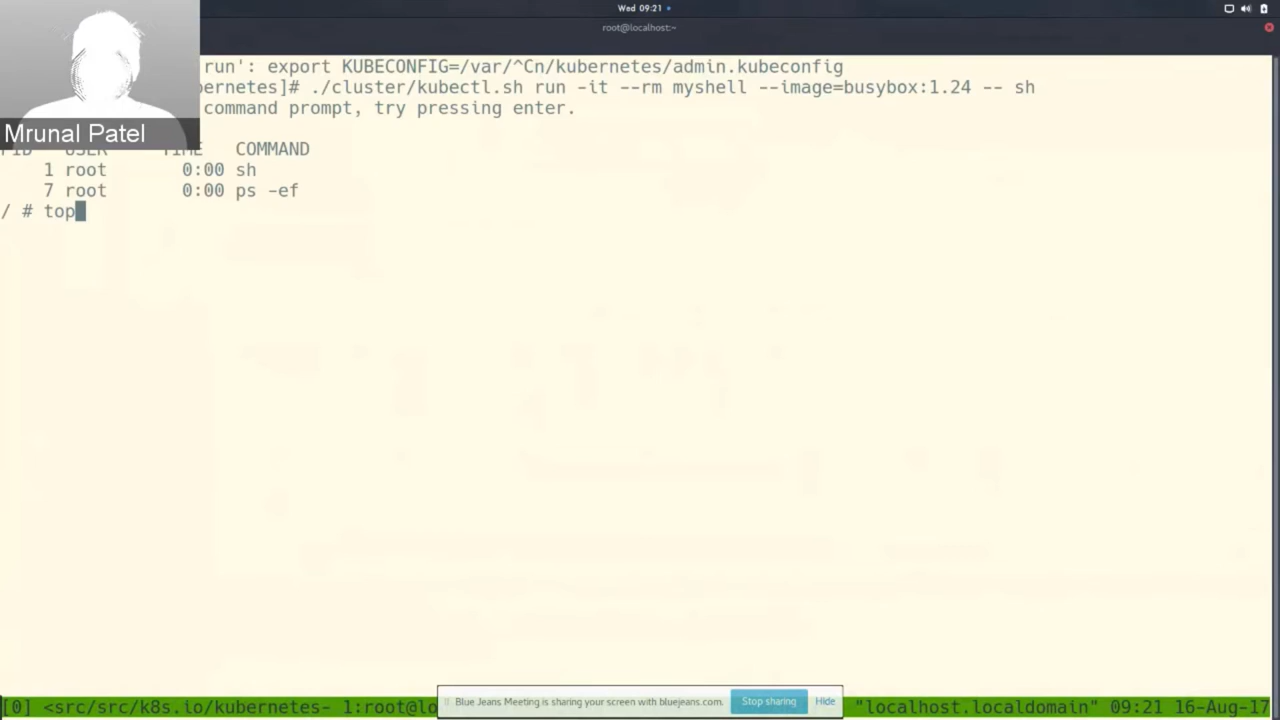 Wed 09:21
root@localhost:~
run': export KUBECONFIG=/var/^Cn/kubernetes/admin.kubeconfig
bernetes]# ./cluster/kubectl.sh run -it --rm myshell --image=busybox:1.24 -- sh
command prompt, try pressing enter.
Mrunal Patel
PID USER TIME COMMAND
1 root 0:00 sh
7 root 0:00 ps -ef
/ # top
[0] src/src/k8s.io/kubernetes- 1:root@lo
Blue Jeans Meeting is sharing your screen with bluejeans.com. Stop sharing Hide
"localhost.localdomain" 09:21 16-Aug-17